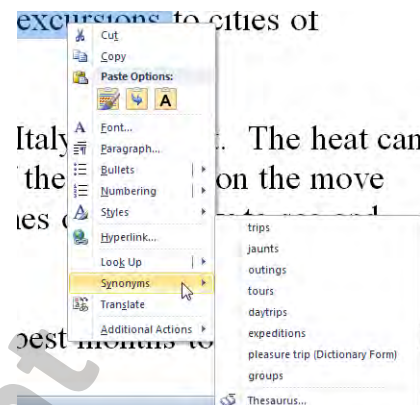 excursions to cities of
Cut
Copy
Paste Options:
A
Italy
t. The heat can
Font...
Paragraph...
the
on the move
Bullets
Numbering
Styles
Hyperlink...
Look Up
Synonyms
Translate
Additional Actions
best months to
trips
jaunts
outings
tours
daytrips
expeditions
pleasure trip (Dictionary Form)
groups
Thesaurus...